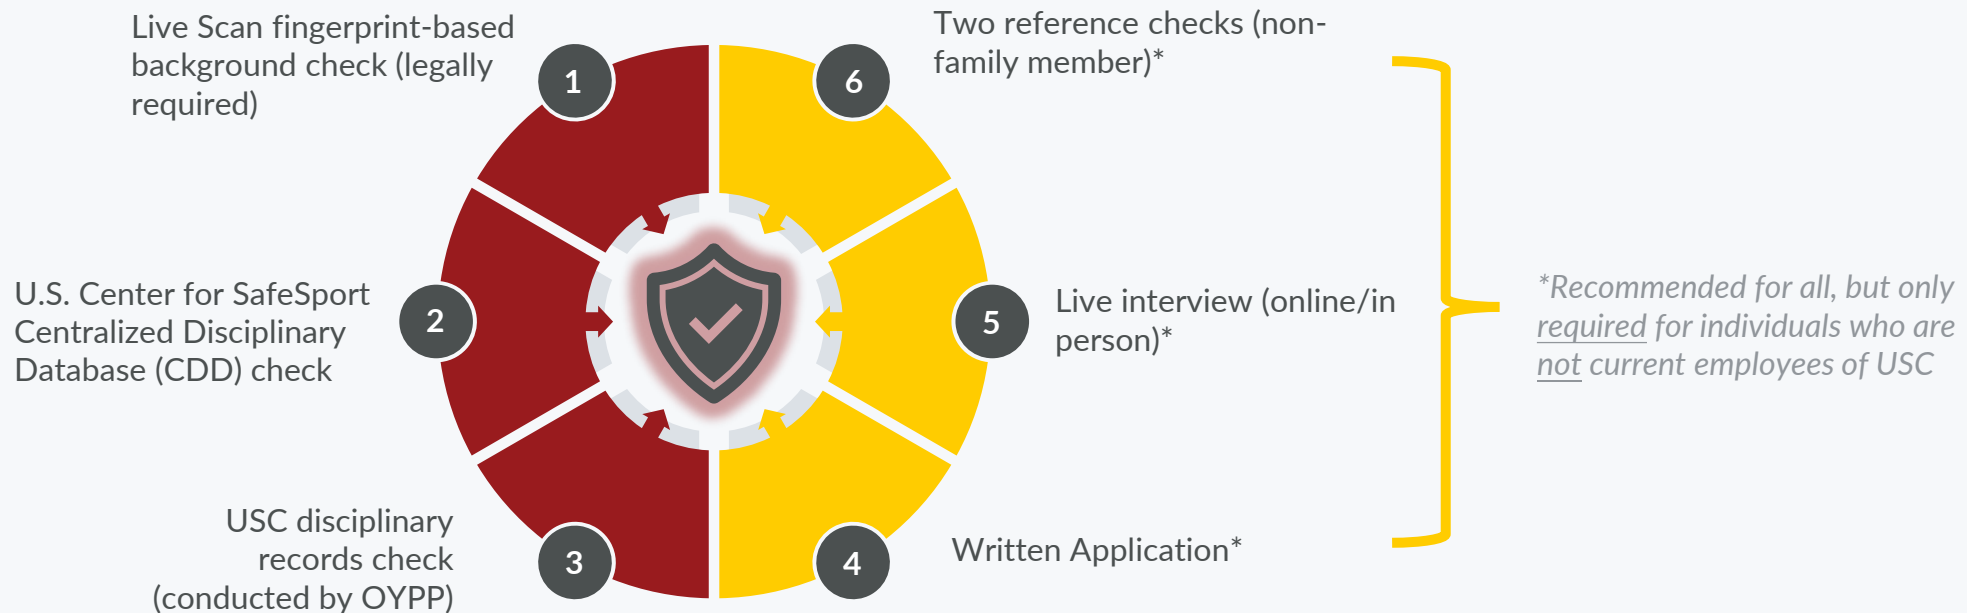 Live Scan fingerprint-based
background check (legally
required)
1
U.S. Center for SafeSport
Centralized Disciplinary
Database (CDD) check
2
USC disciplinary
records check
(conducted by OYPP)
3
Written Application*
4
Live interview (online/in
person)*
5
Two reference checks (non-
family member)*
6
*Recommended for all, but only
required for individuals who are
not current employees of USC